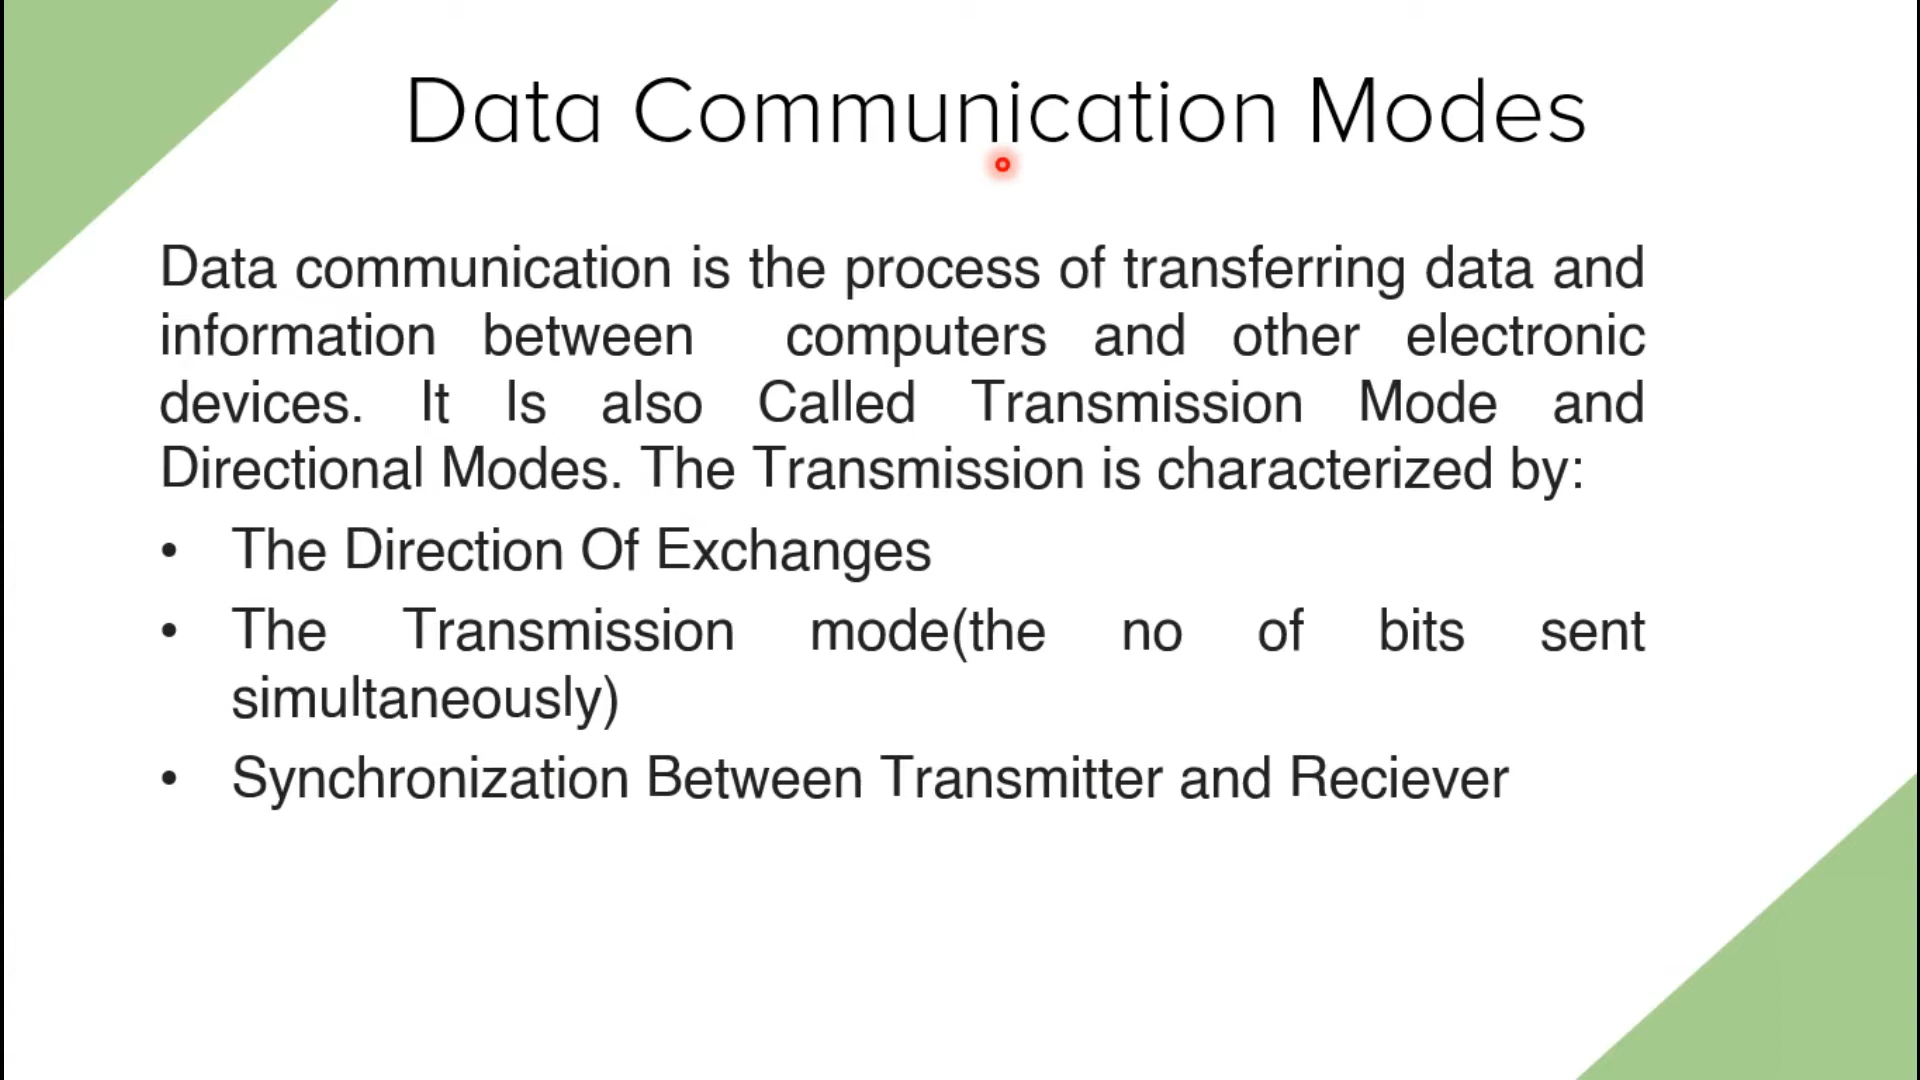 Data Communication Modes
Data communication is the process of transferring data and
information between computers and other electronic
devices. It Is also Called Transmission Mode and
Directional Modes. The Transmission is characterized by:
• The Direction Of Exchanges
• The Transmission mode(the no of bits sent
simultaneously)
• Synchronization Between Transmitter and Reciever